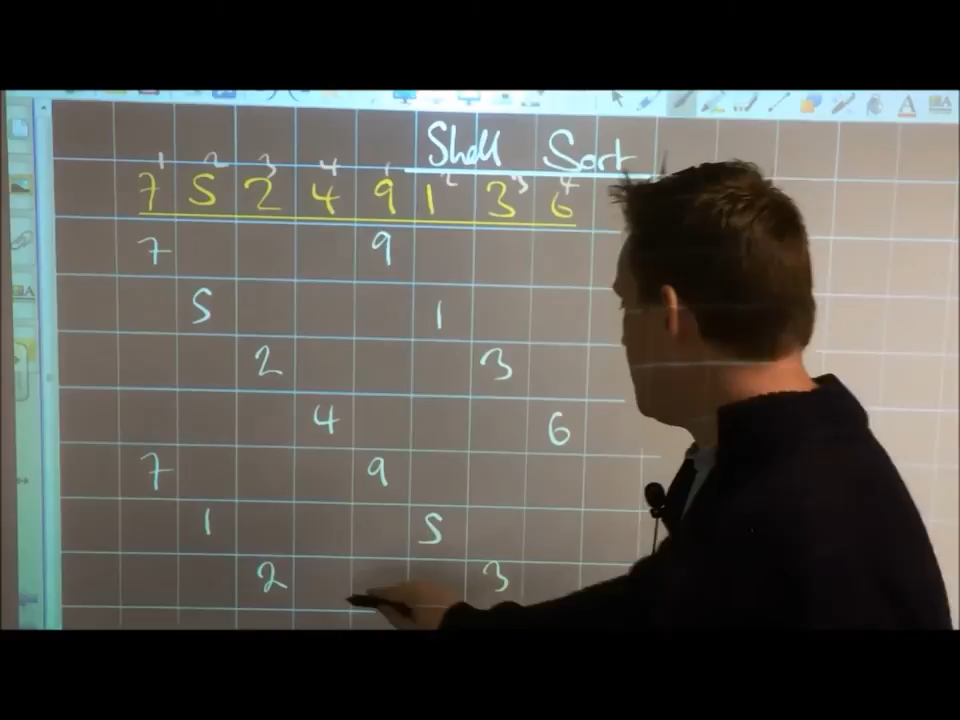 Shell Sort
1 2 3 4 1 2 3 4
7 5 2 4 9 1 3 6
7 9
5 1
2 3
4 6
7 9
1 5
2 3